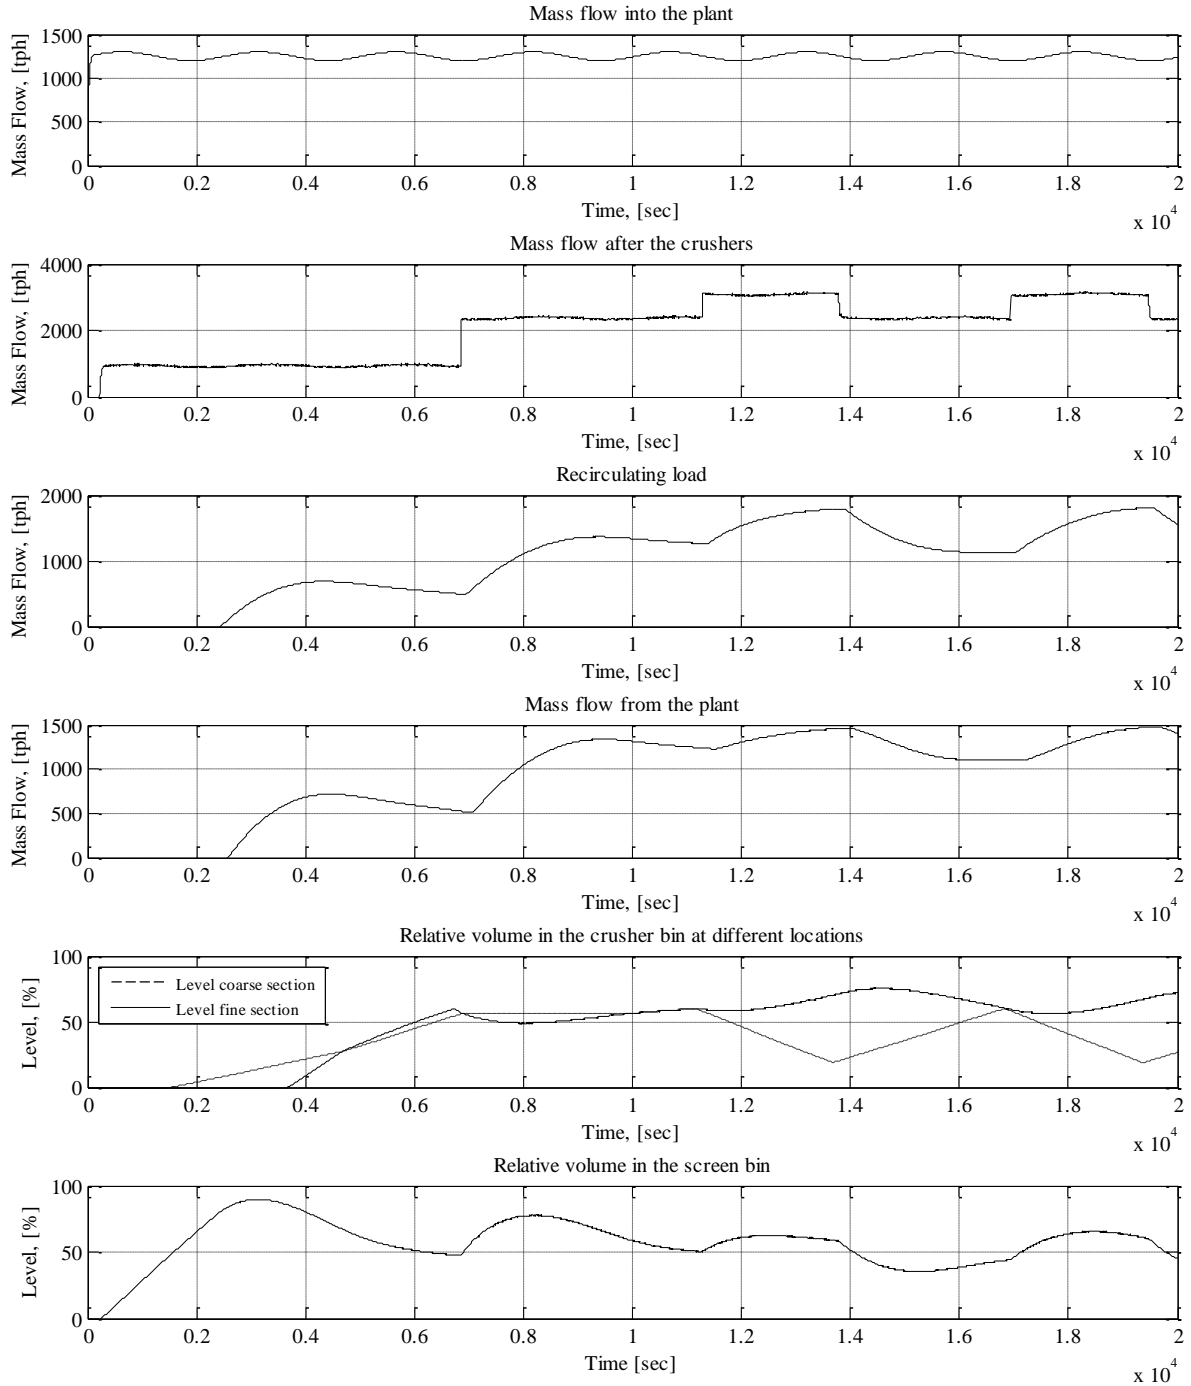 Mass flow into the plant
Mass Flow, [tph]
1500
1000
500
0
0 0.2 0.4 0.6 0.8 1 1.2 1.4 1.6 1.8 2
Time, [sec]
x 10^4
Mass flow after the crushers
Mass Flow, [tph]
4000
2000
0
0 0.2 0.4 0.6 0.8 1 1.2 1.4 1.6 1.8 2
Time, [sec]
x 10^4
Recirculating load
Mass Flow, [tph]
2000
1000
0
0 0.2 0.4 0.6 0.8 1 1.2 1.4 1.6 1.8 2
Time, [sec]
x 10^4
Mass flow from the plant
Mass Flow, [tph]
1500
1000
500
0
0 0.2 0.4 0.6 0.8 1 1.2 1.4 1.6 1.8 2
Time, [sec]
x 10^4
Relative volume in the crusher bin at different locations
Level, [%]
100
50
0
Level coarse section
Level fine section
0 0.2 0.4 0.6 0.8 1 1.2 1.4 1.6 1.8 2
Time, [sec]
x 10^4
Relative volume in the screen bin
Level, [%]
100
50
0
0 0.2 0.4 0.6 0.8 1 1.2 1.4 1.6 1.8 2
Time [sec]
x 10^4